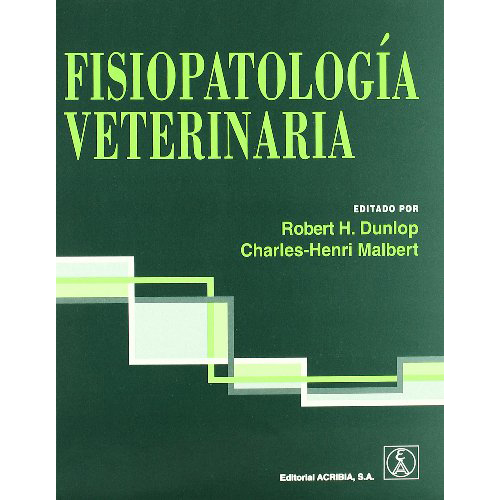 FISIOPATOLOGÍA
VETERINARIA
EDITADO POR
Robert H. Dunlop
Charles-Henri Malbert
Editorial ACRIBIA, S.A.